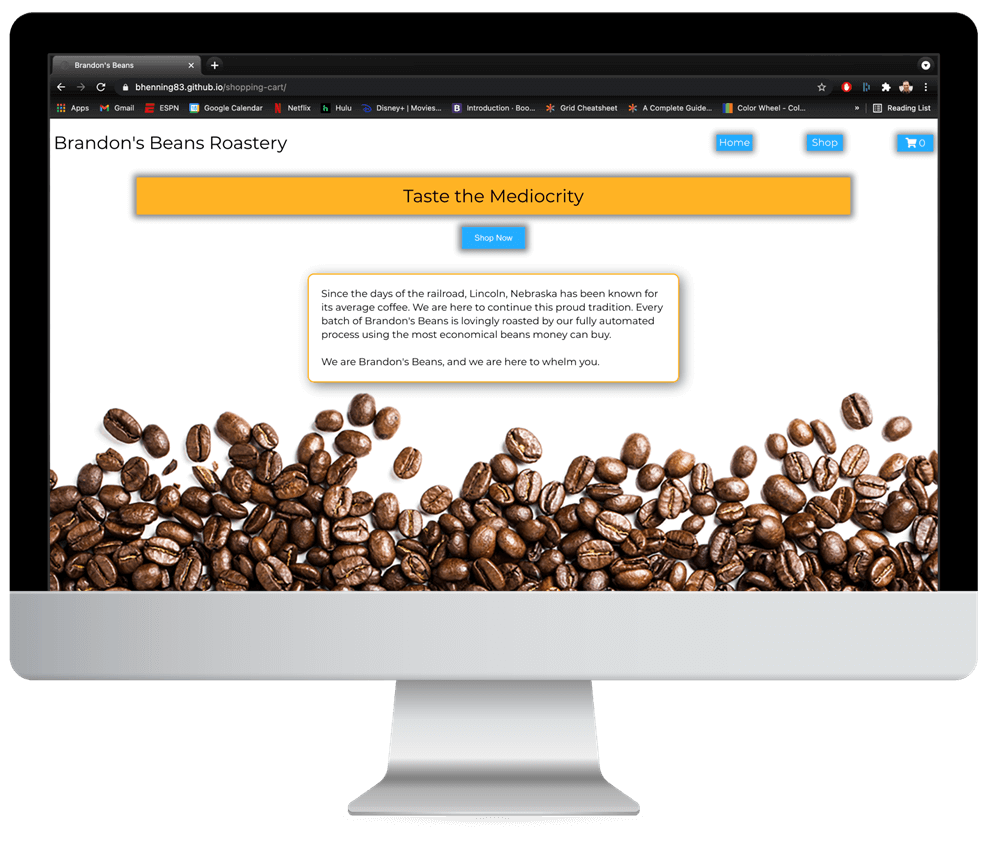 Brandon's Beans
bhenning83.github.io/shopping-cart/
Apps Gmail ESPN Google Calendar Netflix Hulu Disney+ | Movies... Introduction · Boo... Grid Cheatsheet A Complete Guide... Color Wheel - Col... » Reading List
Brandon's Beans Roastery
Home Shop 0
Taste the Mediocrity
Shop Now
Since the days of the railroad, Lincoln, Nebraska has been known for
its average coffee. We are here to continue this proud tradition. Every
batch of Brandon's Beans is lovingly roasted by our fully automated
process using the most economical beans money can buy.
We are Brandon's Beans, and we are here to whelm you.